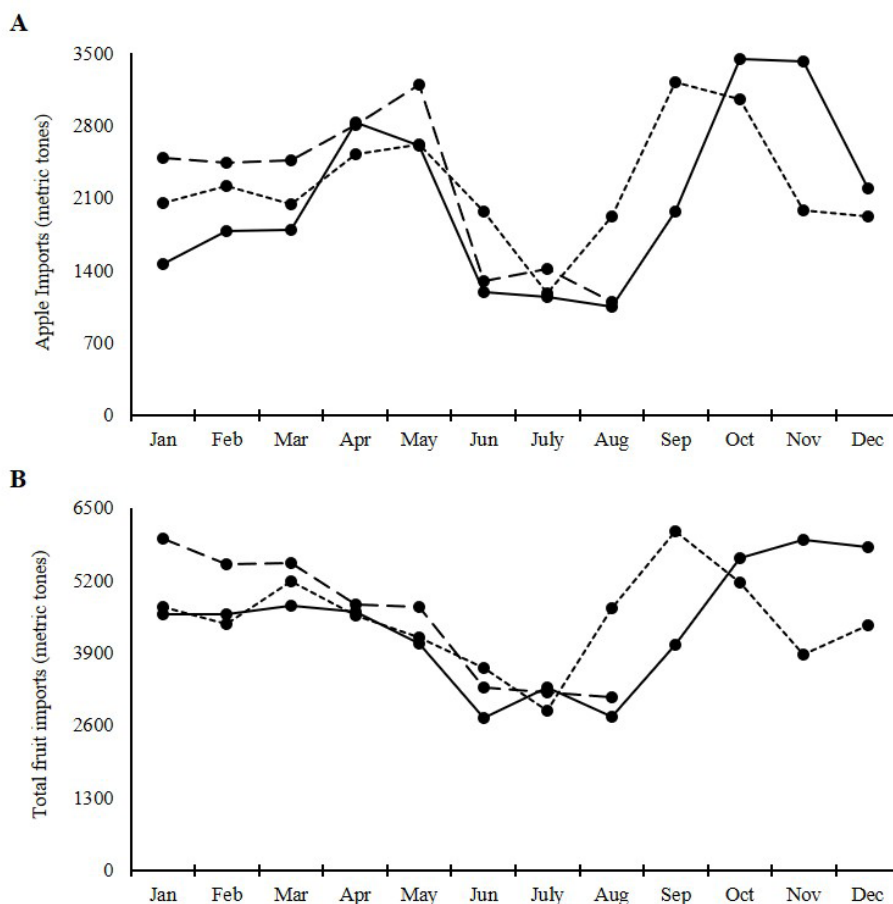 A
Apple Imports (metric tones)
3500
2800
2100
1400
700
0
Jan Feb Mar Apr May Jun July Aug Sep Oct Nov Dec
B
Total fruit imports (metric tones)
6500
5200
3900
2600
1300
0
Jan Feb Mar Apr May Jun July Aug Sep Oct Nov Dec